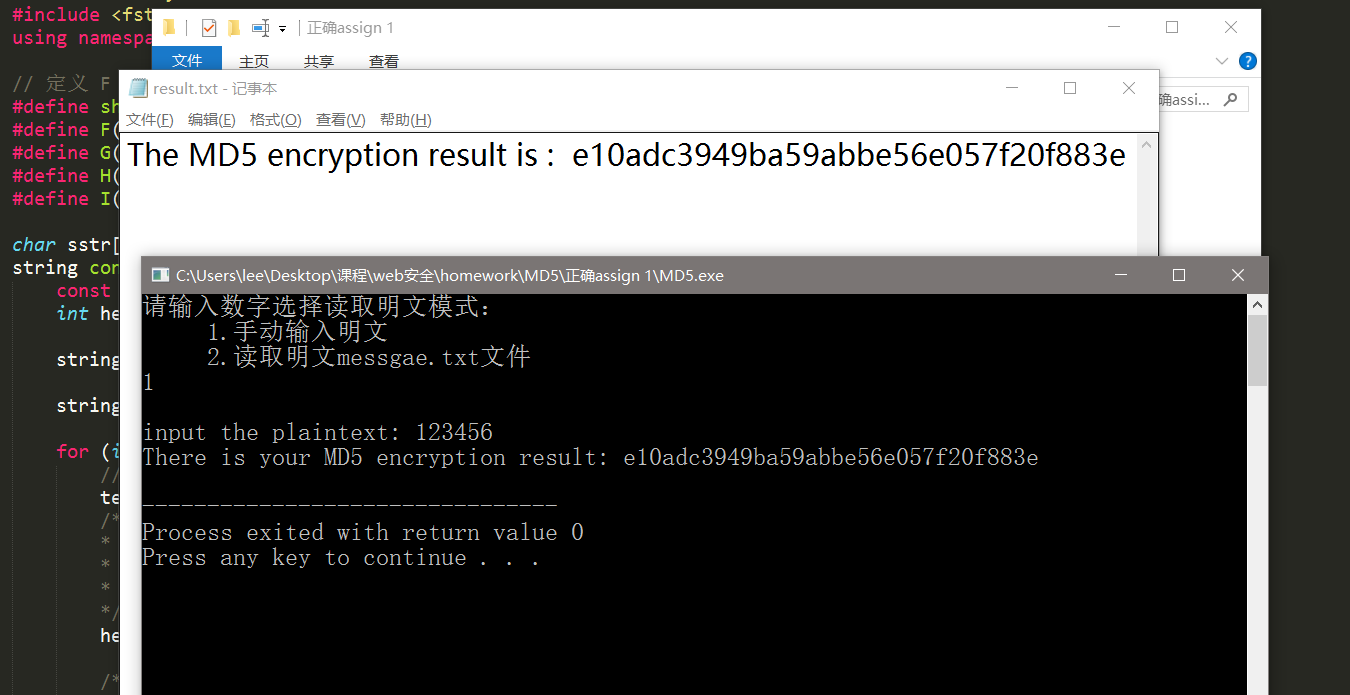 #include <fst
using namespa
// 定义 F
#define sh
#define F(
#define G(
#define H(
#define I(
char sstr[
string con
const
int he
string
string
for (i
//
te
/*
*
*
*
*/
he
/*
正确assign 1
文件 主页 共享 查看
确assi...
result.txt - 记事本
文件(F) 编辑(E) 格式(O) 查看(V) 帮助(H)
The MD5 encryption result is : e10adc3949ba59abbe56e057f20f883e
C:\Users\lee\Desktop\课程\web安全\homework\MD5\正确assign 1\MD5.exe
请输入数字选择读取明文模式:
1.手动输入明文
2.读取明文messgae.txt文件
1
input the plaintext: 123456
There is your MD5 encryption result: e10adc3949ba59abbe56e057f20f883e
--------------------------------
Process exited with return value 0
Press any key to continue . . .